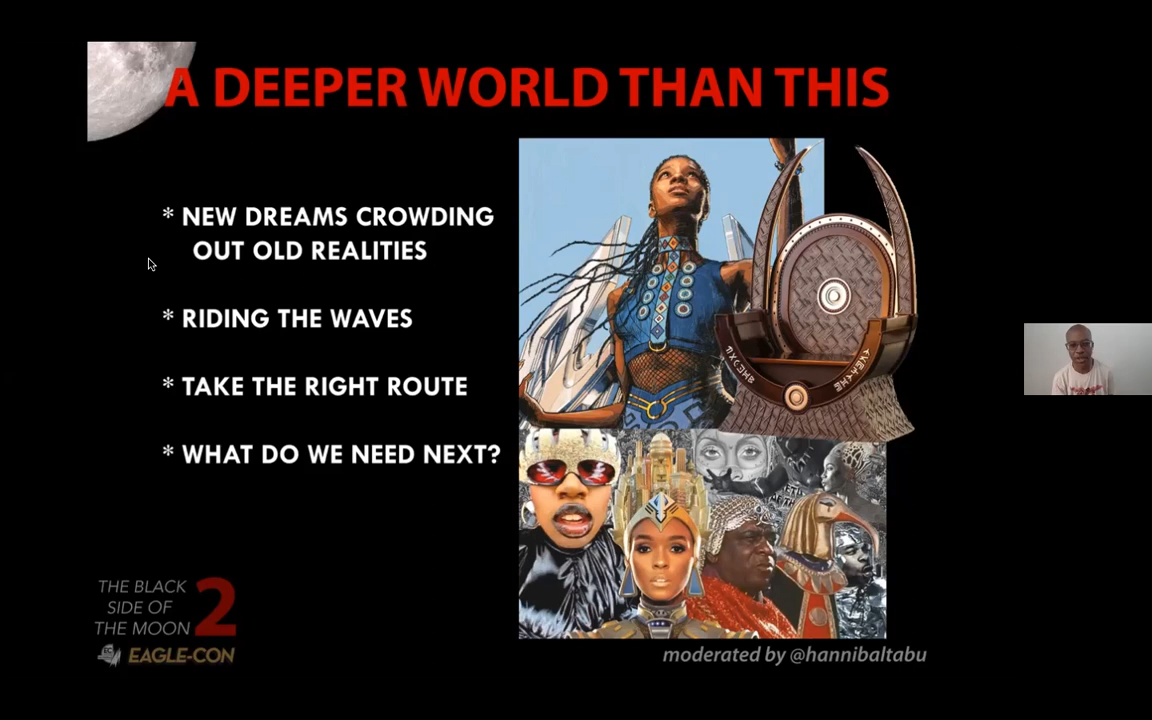 A DEEPER WORLD THAN THIS
* NEW DREAMS CROWDING
OUT OLD REALITIES
* RIDING THE WAVES
* TAKE THE RIGHT ROUTE
* WHAT DO WE NEED NEXT?
THE BLACK
SIDE OF
THE MOON 2
EAGLE-CON
moderated by @hannibaltabu